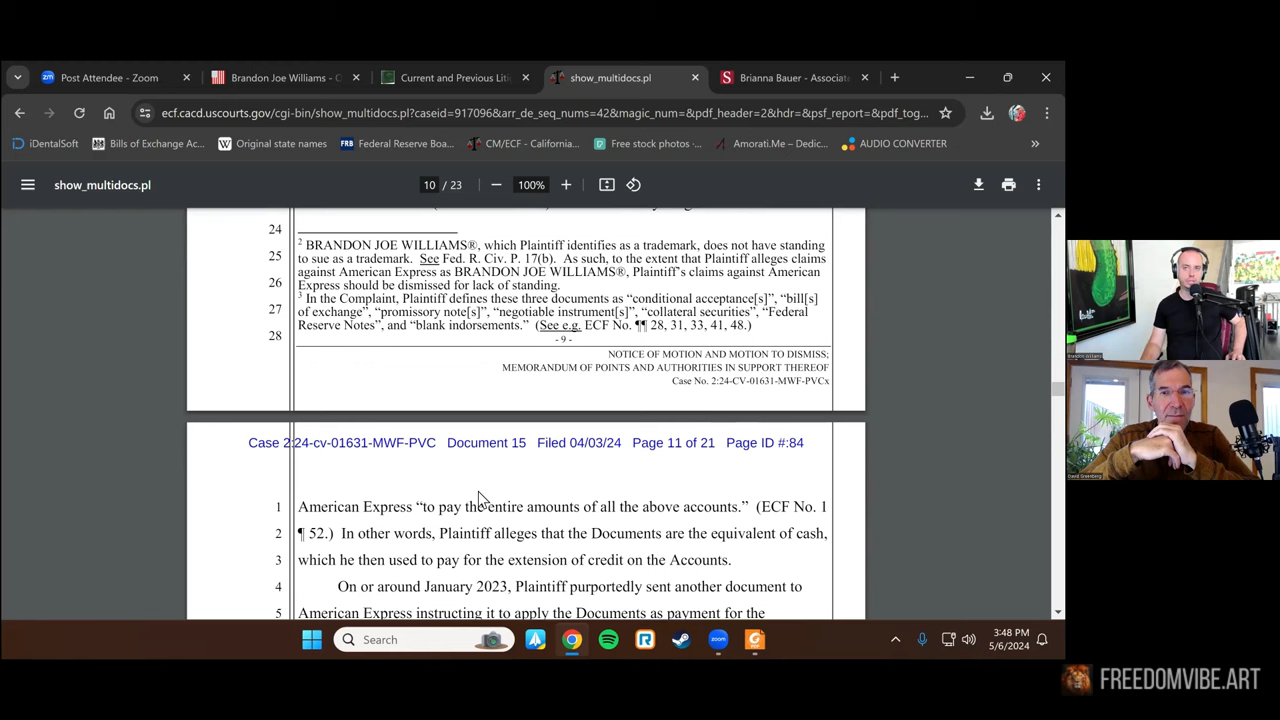 Post Attendee - Zoom
Brandon Joe Williams - C
Current and Previous Liti
show_multidocs.pl
Brianna Bauer - Associat
ecf.cacd.uscourts.gov/cgi-bin/show_multidocs.pl?caseid=917096&arr_de_seq_nums=42&magic_num=&pdf_header=2&hdr=&psf_report=&pdf_tog...
iDentalSoft
Bills of Exchange Ac...
Original state names
Federal Reserve Boa...
CM/ECF - California...
Free stock photos -...
Amorati.Me – Dedic...
AUDIO CONVERTER
show_multidocs.pl
10 / 23
100%
24
2 BRANDON JOE WILLIAMS®, which Plaintiff identifies as a trademark, does not have standing
25 to sue as a trademark. See Fed. R. Civ. P. 17(b). As such, to the extent that Plaintiff alleges claims
against American Express as BRANDON JOE WILLIAMS®, Plaintiff's claims against American
26 Express should be dismissed for lack of standing.
3 In the Complaint, Plaintiff defines these three documents as “conditional acceptance[s]”, “bill[s]
27 of exchange”, “promissory note[s]”, “negotiable instrument[s]”, “collateral securities”, “Federal
Reserve Notes”, and “blank indorsements.” (See e.g. ECF No. ¶¶ 28, 31, 33, 41, 48.)
28
- 9 -
NOTICE OF MOTION AND MOTION TO DISMISS;
MEMORANDUM OF POINTS AND AUTHORITIES IN SUPPORT THEREOF
Case No. 2:24-CV-01631-MWF-PVCx
Case 2:24-cv-01631-MWF-PVC Document 15 Filed 04/03/24 Page 11 of 21 Page ID #:84
1 American Express “to pay the entire amounts of all the above accounts.” (ECF No. 1
2 ¶ 52.) In other words, Plaintiff alleges that the Documents are the equivalent of cash,
3 which he then used to pay for the extension of credit on the Accounts.
4 On or around January 2023, Plaintiff purportedly sent another document to
5 American Express instructing it to apply the Documents as payment for the
Search
3:48 PM
5/6/2024
Brandon Williams
David Greenberg
FREEDOMVIBE.ART